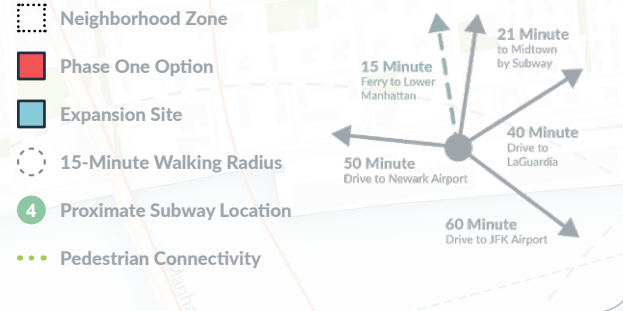 Neighborhood Zone
Phase One Option
Expansion Site
15-Minute Walking Radius
4
Proximate Subway Location
Pedestrian Connectivity
21 Minute
to Midtown
by Subway
15 Minute
Ferry to Lower
Manhattan
40 Minute
Drive to
LaGuardia
50 Minute
Drive to Newark Airport
60 Minute
Drive to JFK Airport
Manha